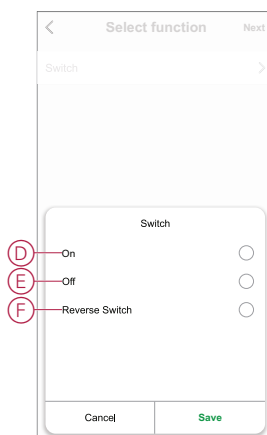 Select function Next
Switch
Switch
D On
E Off
F Reverse Switch
Cancel Save